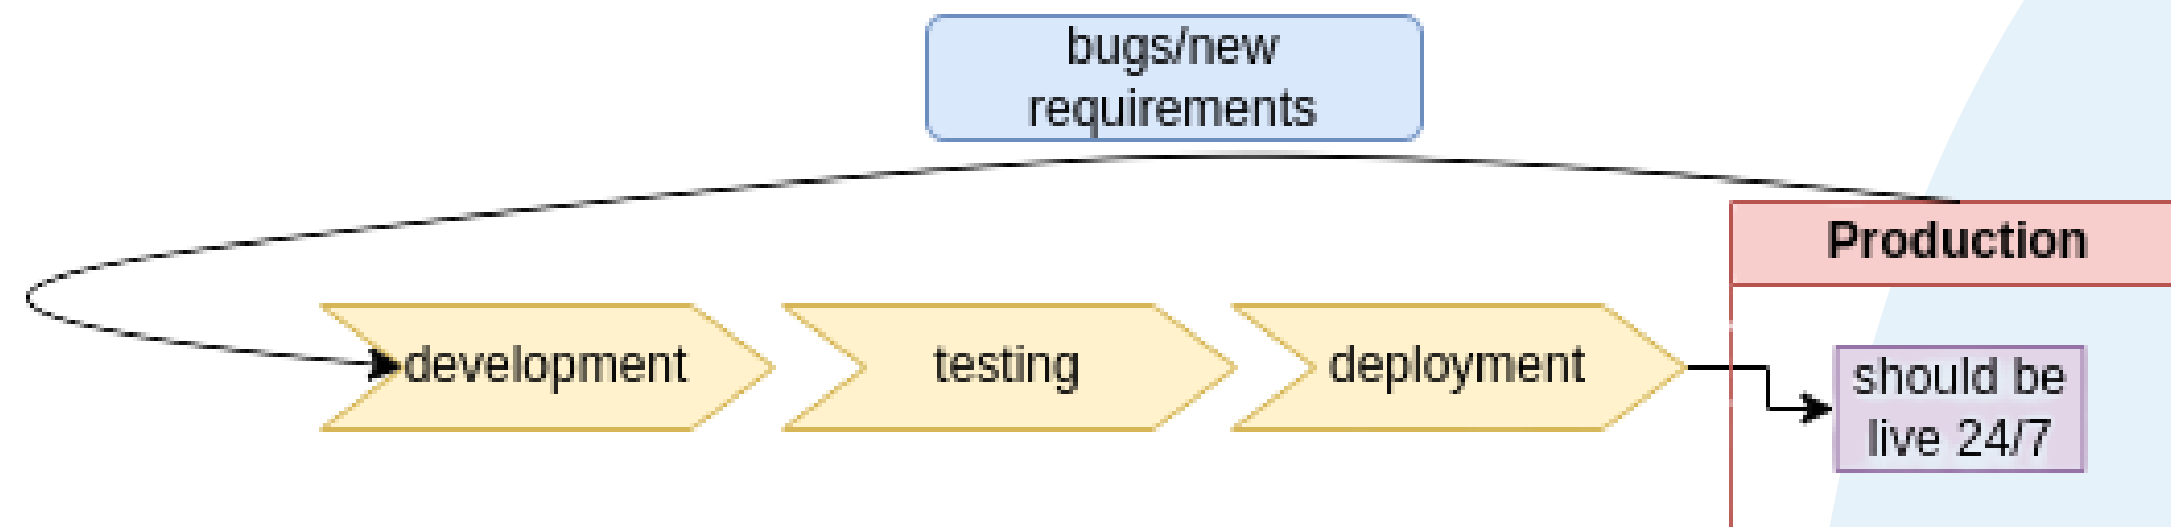 bugs/new
requirements
Production
development
testing
deployment
should be
live 24/7